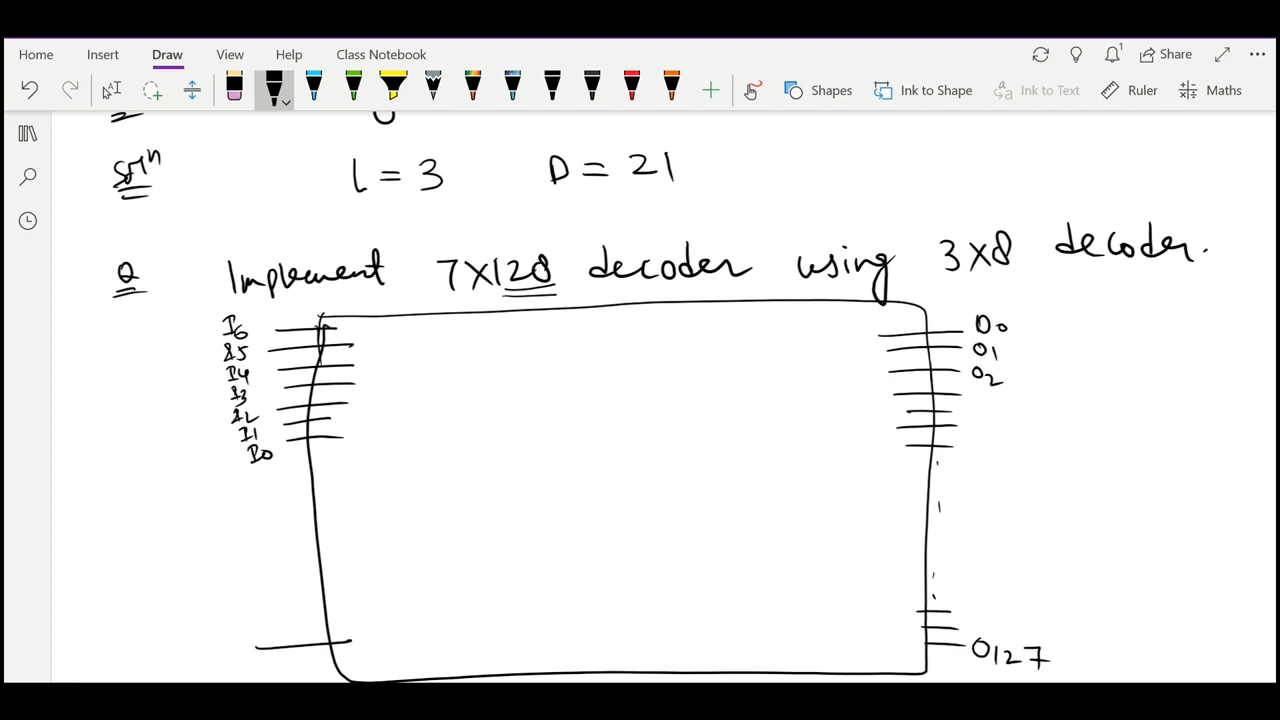 Home Insert Draw View Help Class Notebook Share
Shapes Ink to Shape Ink to Text Ruler Maths
Solⁿ l = 3 D = 21
Q Implement 7X128 decoder using 3X8 decoder.
I6 O0
I5 O1
I4 O2
I3
I2
I1
I0
O127